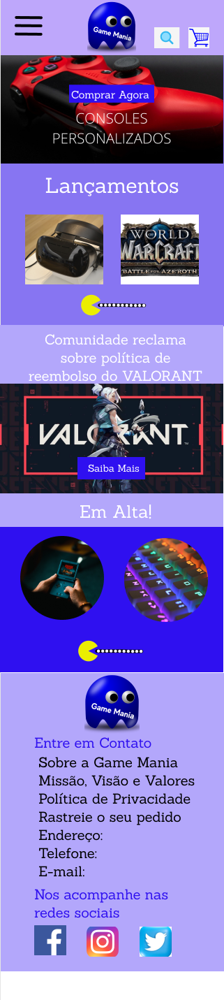 Game Mania
Comprar Agora
CONSOLES
PERSONALIZADOS
Lançamentos
WORLD
OF
WARCRAFT
BATTLE FOR AZEROTH
Comunidade reclama
sobre política de
reembolso do VALORANT
VALORANT
Saiba Mais
Em Alta!
Game Mania
Entre em Contato
Sobre a Game Mania
Missão, Visão e Valores
Política de Privacidade
Rastreie o seu pedido
Endereço:
Telefone:
E-mail:
Nos acompanhe nas
redes sociais